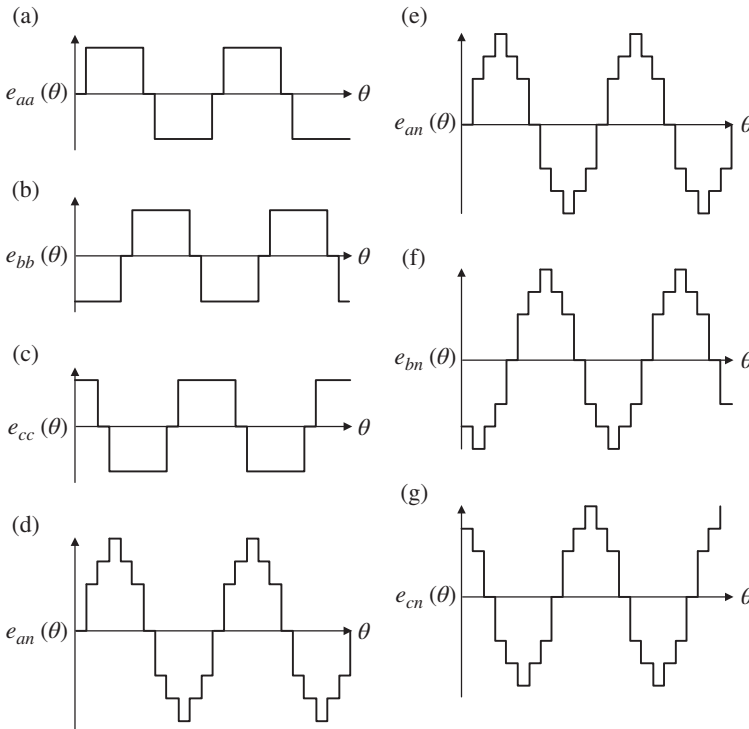 (a)
e_aa (θ)
θ
(b)
e_bb (θ)
θ
(c)
e_cc (θ)
θ
(d)
e_an (θ)
θ
(e)
e_an (θ)
θ
(f)
e_bn (θ)
θ
(g)
e_cn (θ)
θ